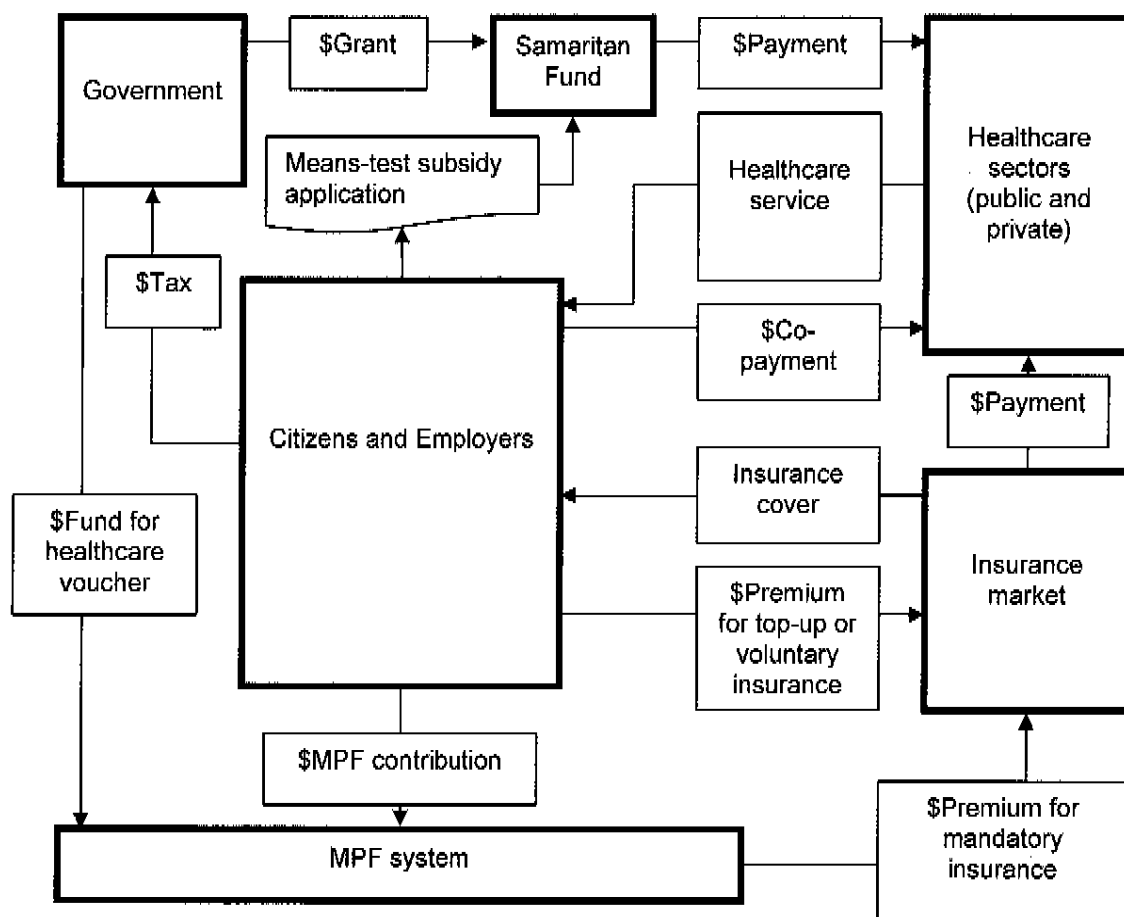 Government
$Grant
Samaritan
Fund
$Payment
Healthcare
sectors
(public and
private)
Means-test subsidy
application
Healthcare
service
$Tax
$Co-
payment
$Payment
Citizens and Employers
Insurance
cover
$Fund for
healthcare
voucher
$Premium
for top-up or
voluntary
insurance
Insurance
market
$MPF contribution
MPF system
$Premium for
mandatory
insurance